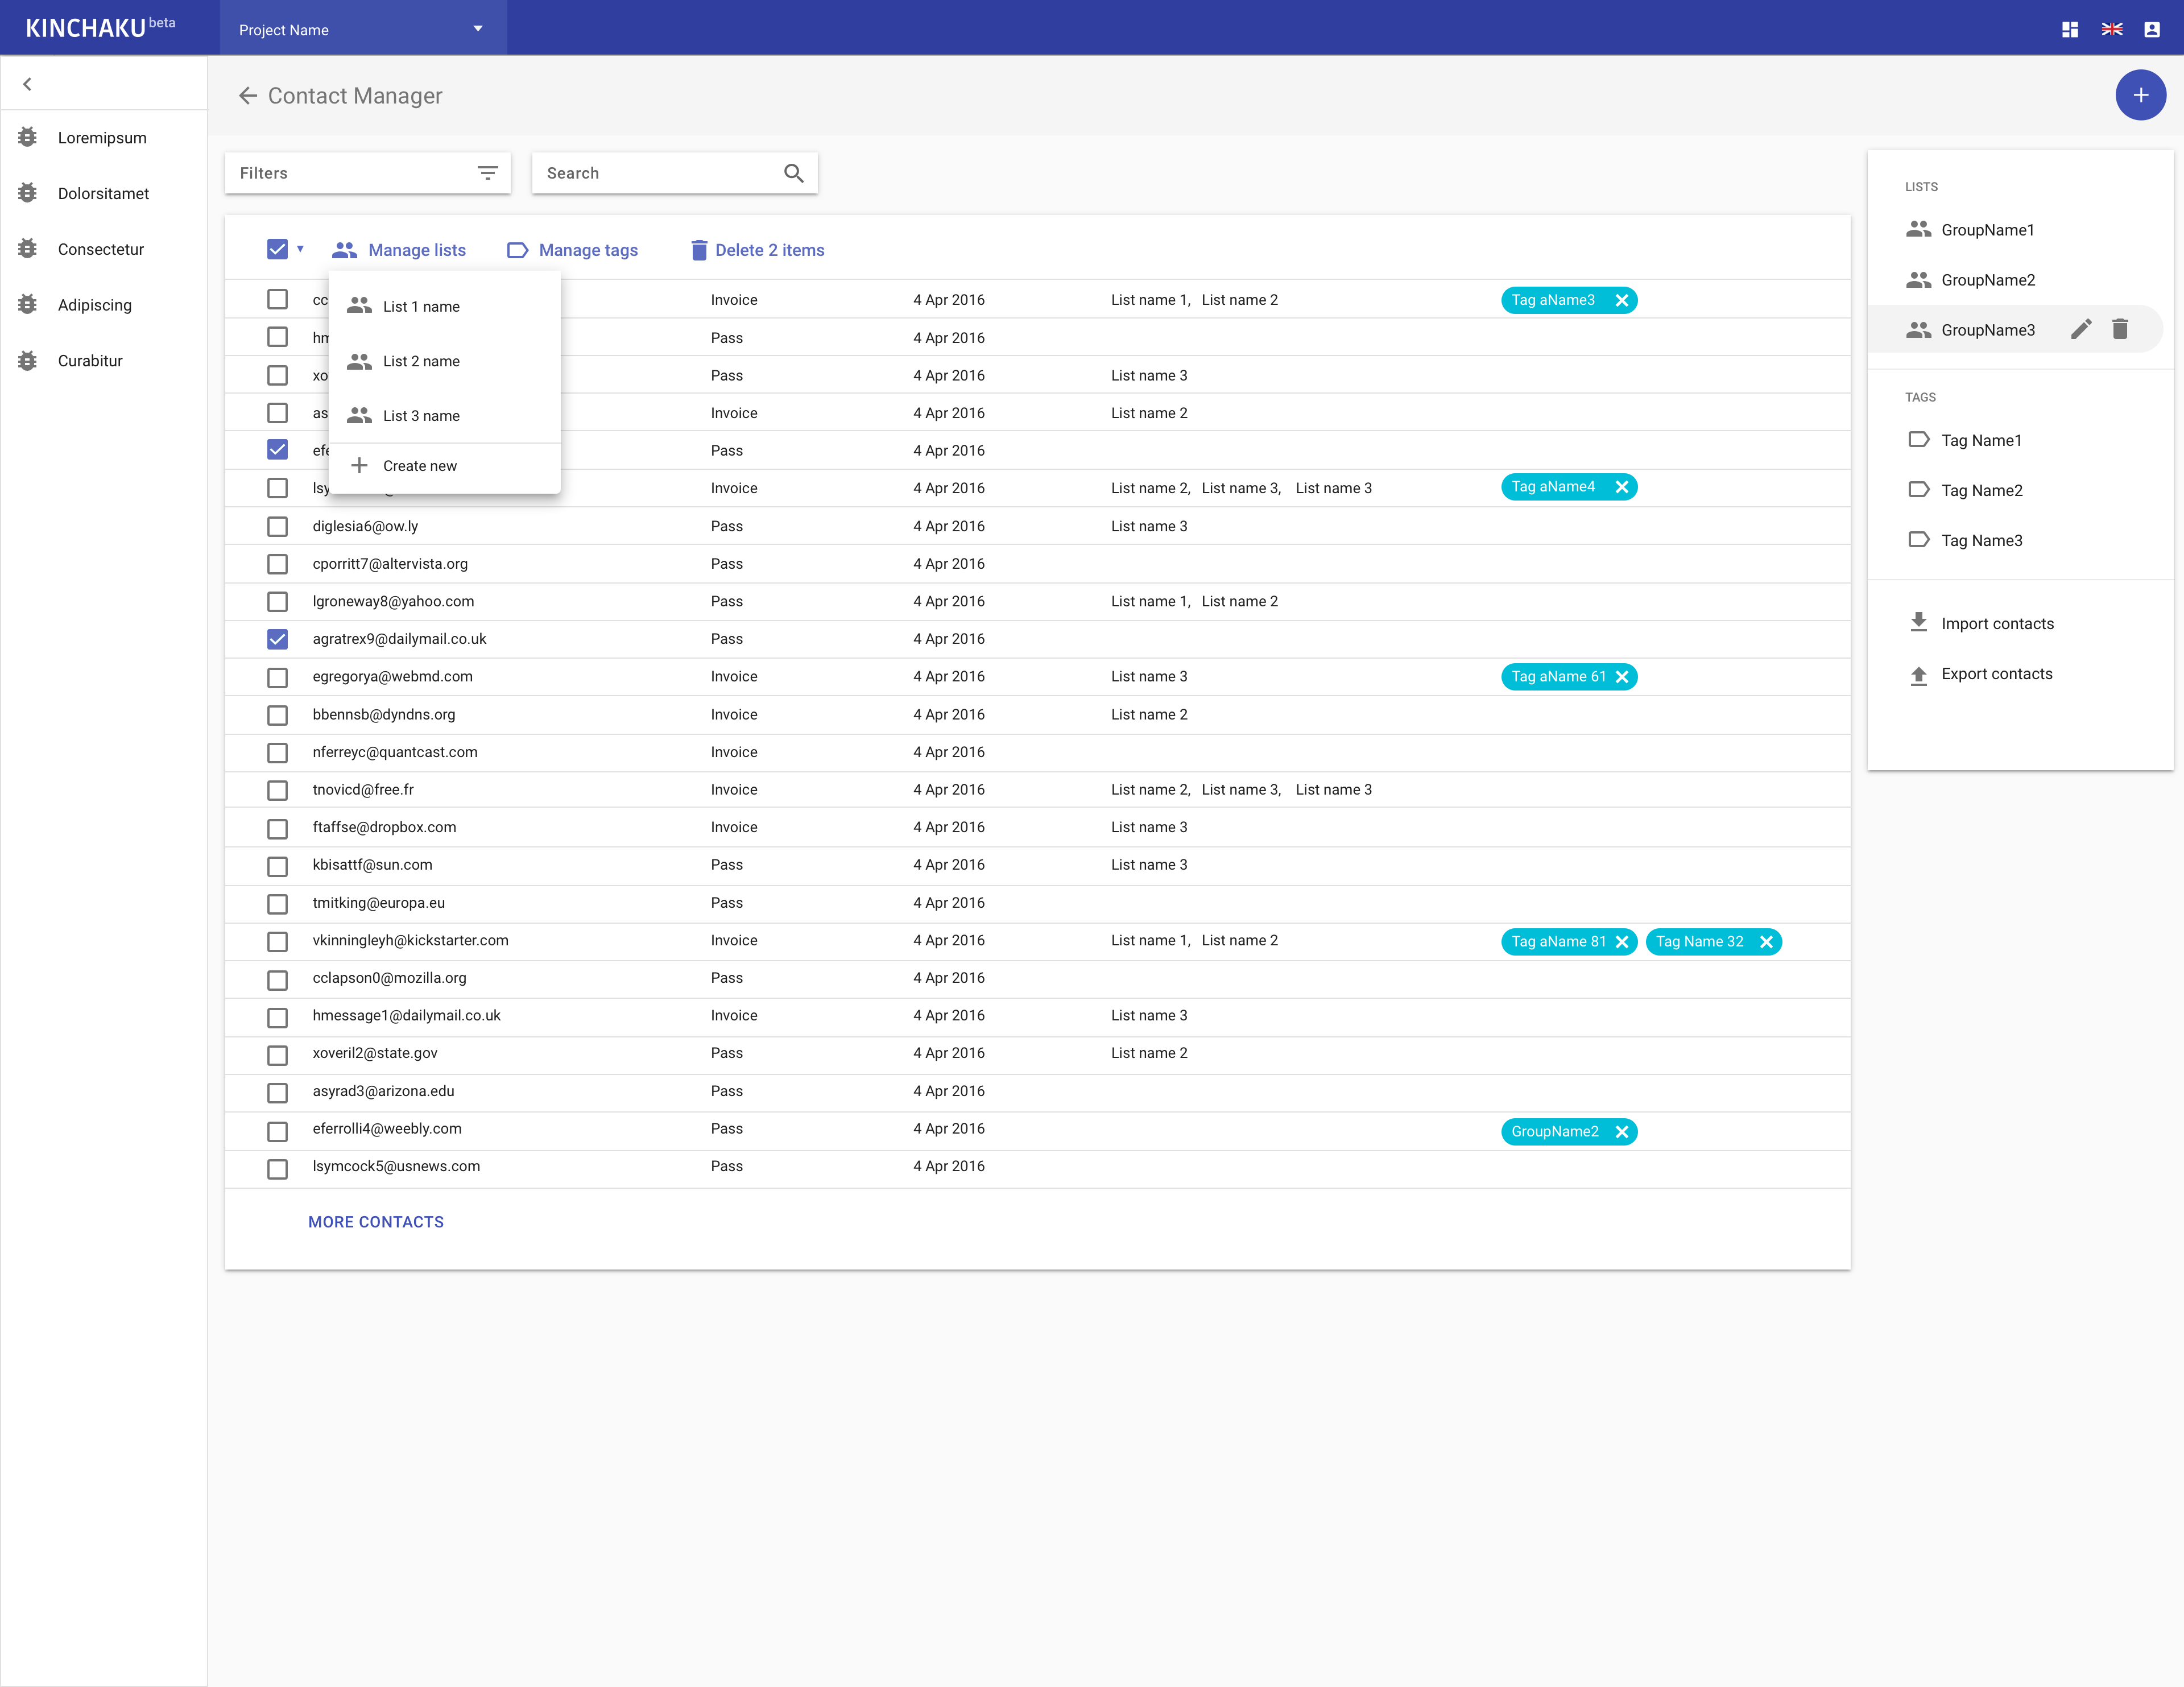 KINCHAKU beta
Project Name
Contact Manager
Loremipsum
Dolorsitamet
Consectetur
Adipiscing
Curabitur
Filters
Search
Manage lists Manage tags Delete 2 items
List 1 name
List 2 name
List 3 name
Create new
cc Invoice 4 Apr 2016 List name 1, List name 2 Tag aName3
hm Pass 4 Apr 2016
xo Pass 4 Apr 2016 List name 3
as Invoice 4 Apr 2016 List name 2
efe Pass 4 Apr 2016
lsy Invoice 4 Apr 2016 List name 2, List name 3, List name 3 Tag aName4
diglesia6@ow.ly Pass 4 Apr 2016 List name 3
cporritt7@altervista.org Pass 4 Apr 2016
lgroneway8@yahoo.com Pass 4 Apr 2016 List name 1, List name 2
agratrex9@dailymail.co.uk Pass 4 Apr 2016
egregorya@webmd.com Invoice 4 Apr 2016 List name 3 Tag aName 61
bbennsb@dyndns.org Invoice 4 Apr 2016 List name 2
nferreyc@quantcast.com Invoice 4 Apr 2016
tnovicd@free.fr Invoice 4 Apr 2016 List name 2, List name 3, List name 3
ftaffse@dropbox.com Invoice 4 Apr 2016 List name 3
kbisattf@sun.com Pass 4 Apr 2016 List name 3
tmitking@europa.eu Pass 4 Apr 2016
vkinningleyh@kickstarter.com Invoice 4 Apr 2016 List name 1, List name 2 Tag aName 81 Tag Name 32
cclapson0@mozilla.org Pass 4 Apr 2016
hmessage1@dailymail.co.uk Invoice 4 Apr 2016 List name 3
xoveril2@state.gov Pass 4 Apr 2016 List name 2
asyrad3@arizona.edu Pass 4 Apr 2016
eferrolli4@weebly.com Pass 4 Apr 2016 GroupName2
lsymcock5@usnews.com Pass 4 Apr 2016
MORE CONTACTS
LISTS
GroupName1
GroupName2
GroupName3
TAGS
Tag Name1
Tag Name2
Tag Name3
Import contacts
Export contacts